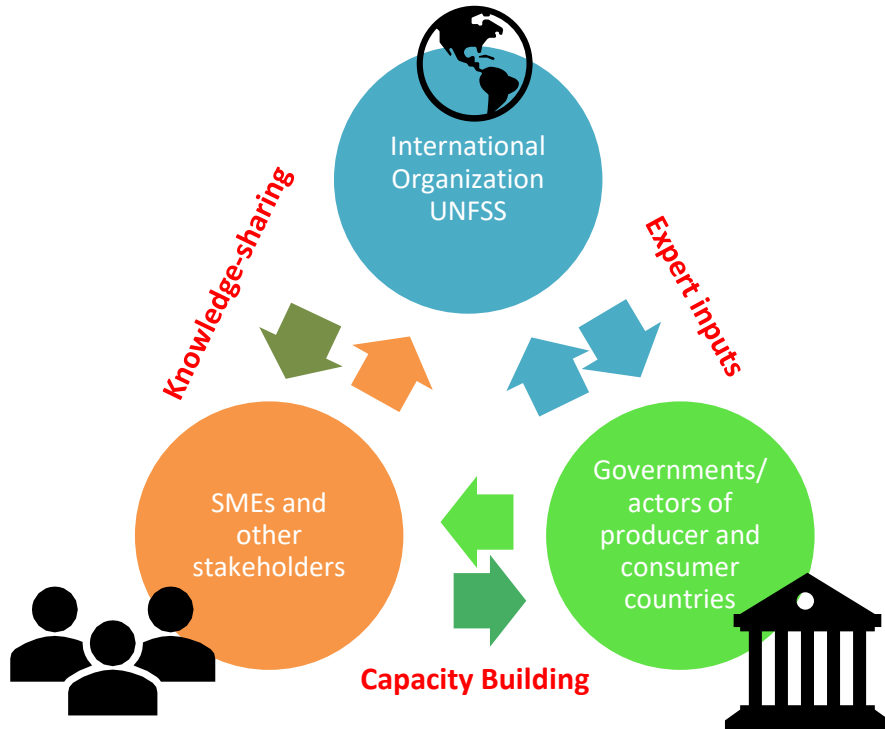 International
Organization
UNFSS
Knowledge-sharing
Expert inputs
SMEs and
other
stakeholders
Governments/
actors of
producer and
consumer
countries
Capacity Building